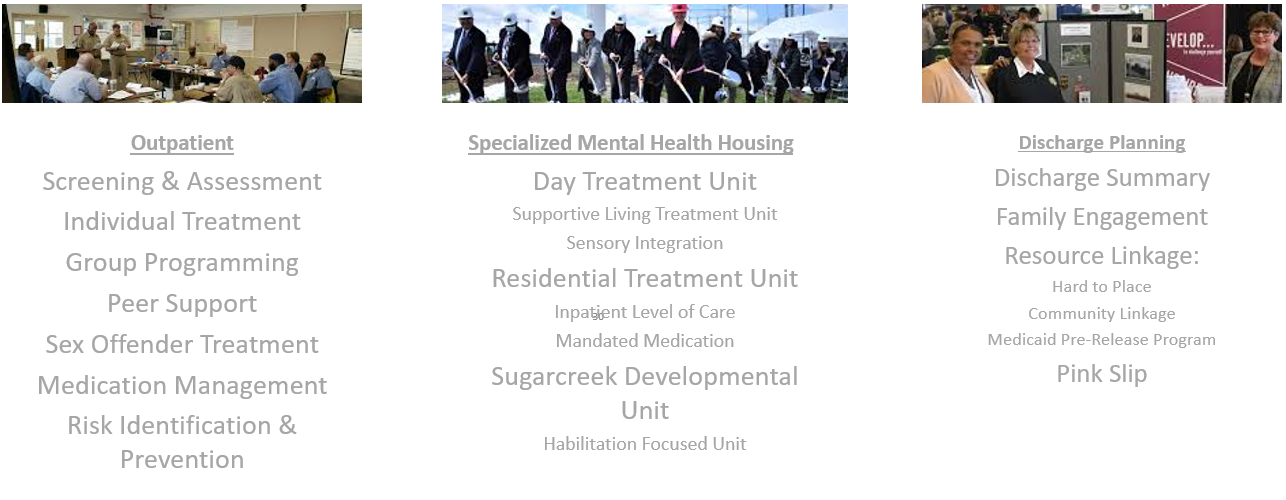 EVELOP...
Outpatient
Screening & Assessment
Individual Treatment
Group Programming
Peer Support
Sex Offender Treatment
Medication Management
Risk Identification &
Prevention
Specialized Mental Health Housing
Day Treatment Unit
Supportive Living Treatment Unit
Sensory Integration
Residential Treatment Unit
Inpatient Level of Care
30
Mandated Medication
Sugarcreek Developmental
Unit
Habilitation Focused Unit
Discharge Planning
Discharge Summary
Family Engagement
Resource Linkage:
Hard to Place
Community Linkage
Medicaid Pre-Release Program
Pink Slip